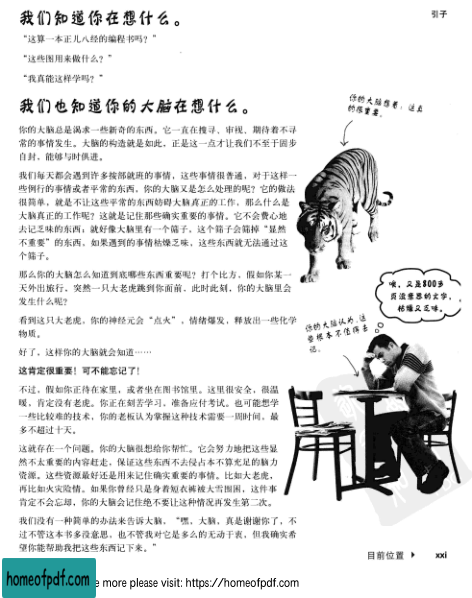 引子
我们知道你在想什么。
“这算一本正儿八经的编程书吗？”
“这些图用来做什么？”
“我真能这样学吗？”
我们也知道你的大脑在想什么。
你的大脑总是渴求一些新奇的东西。它一直在搜寻、审视、期待着不寻
常的事情发生。大脑的构造就是如此，正是这一点才让我们不至于固步
自封，能够与时俱进。
我们每天都会遇到许多按部就班的事情，这些事情很普通，对于这样一
些例行的事情或者平常的东西，你的大脑又是怎么处理的呢？它的做法
很简单，就是不让这些平常的东西妨碍大脑真正的工作。那么什么是
大脑真正的工作呢？这就是记住那些确实重要的事情。它不会费心地
去记乏味的东西；就好像大脑里有一个筛子，这个筛子会筛掉“显然
不重要”的东西，如果遇到的事情枯燥乏味，这些东西就无法通过这
个筛子。
那么你的大脑怎么知道到底哪些东西重要呢？打个比方，假如你某一
天外出旅行，突然一只大老虎跳到你面前，此时此刻，你的大脑里会
发生什么呢？
看到这只大老虎，你的神经元会“点火”，情绪爆发，释放出一些化学
物质。
好了，这样你的大脑就会知道……
这肯定很重要！可不能忘记了！
不过，假如你正待在家里，或者坐在图书馆里。这里很安全、很温
暖，肯定没有老虎。你正在刻苦学习，准备应付考试。也可能想学
一些比较难的技术，你的老板认为掌握这种技术需要一周时间，最
多不超过十天。
这就存在一个问题。你的大脑很想给你帮忙。它会努力地把这些显
然不太重要的内容赶走，保证这些东西不去侵占本不算充足的脑力
资源。这些资源最好还是用来记住确实重要的事情。比如大老虎，
再比如火灾险情。如果你曾经只是身着短衣裤被大雪围困，这件事
肯定不会忘却，你的大脑会记住绝不要让这种情况再发生第二次。
我们没有一种简单的办法来告诉大脑，“嘿，大脑，真是谢谢你了，不
过不管这本书多没意思，也不管我对它是多么的无动于衷，但我确实希
望你能帮助我把这些东西记下来。”
你的大脑想着，这真
的很重要。
唉，又是800多
页没意思的文字，
枯燥又乏味。
你的大脑认为，这
些根本不值得去
记。
目前位置 ▶ xxi
homeofpdf.com
e more please visit: https://homeofpdf.com